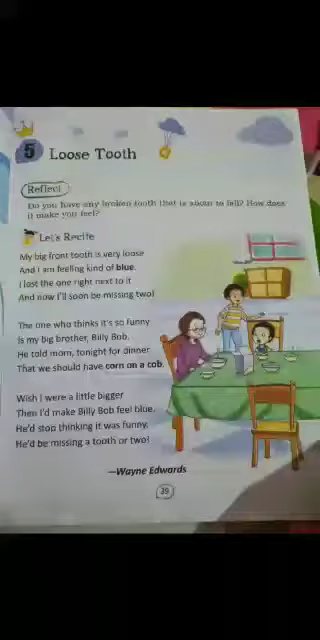 5 Loose Tooth
Reflect
Do you have any broken tooth that is about to fall? How does
it make you feel?
Let's Recite
My big front tooth is very loose
And I am feeling kind of blue.
I lost the one right next to it
And now I'll soon be missing two!
The one who thinks it's so funny
Is my big brother, Billy Bob.
He told mom, tonight for dinner
That we should have corn on a cob.
Wish I were a little bigger
Then I'd make Billy Bob feel blue.
He'd stop thinking it was funny,
He'd be missing a tooth or two!
—Wayne Edwards
39